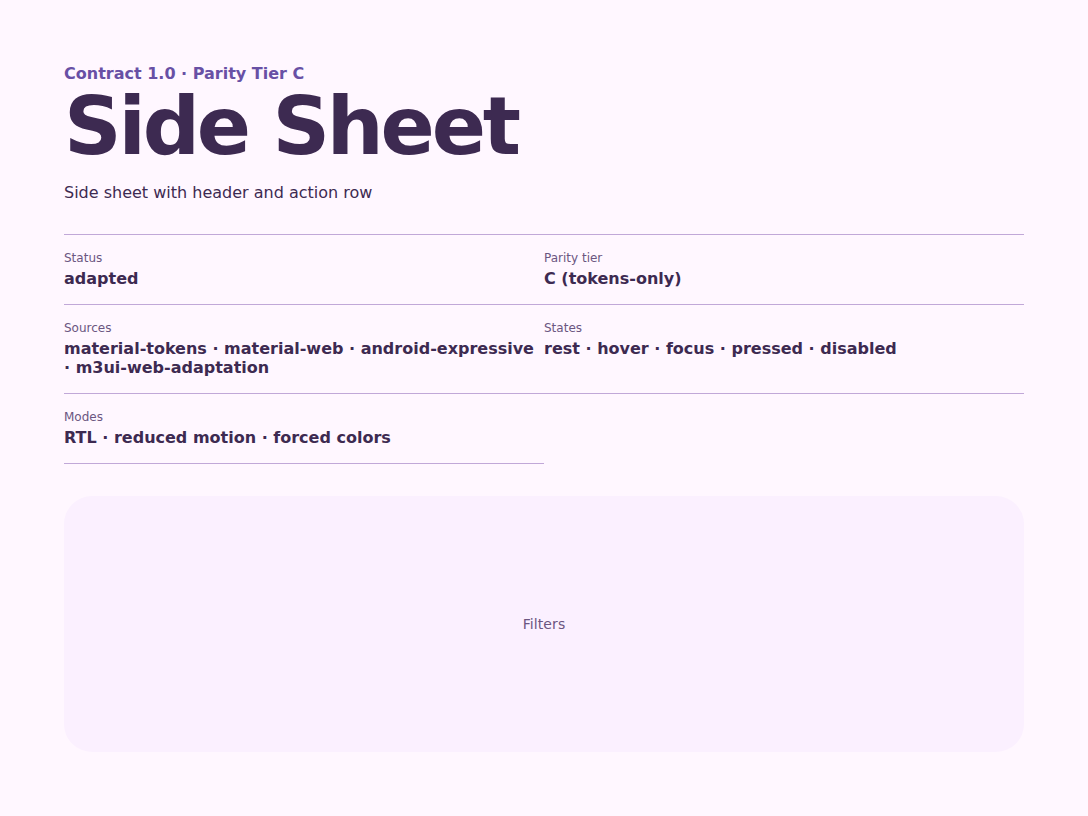 Contract 1.0 · Parity Tier C
Side Sheet
Side sheet with header and action row
Status
adapted
Parity tier
C (tokens-only)
Sources
material-tokens · material-web · android-expressive
· m3ui-web-adaptation
States
rest · hover · focus · pressed · disabled
Modes
RTL · reduced motion · forced colors
Filters